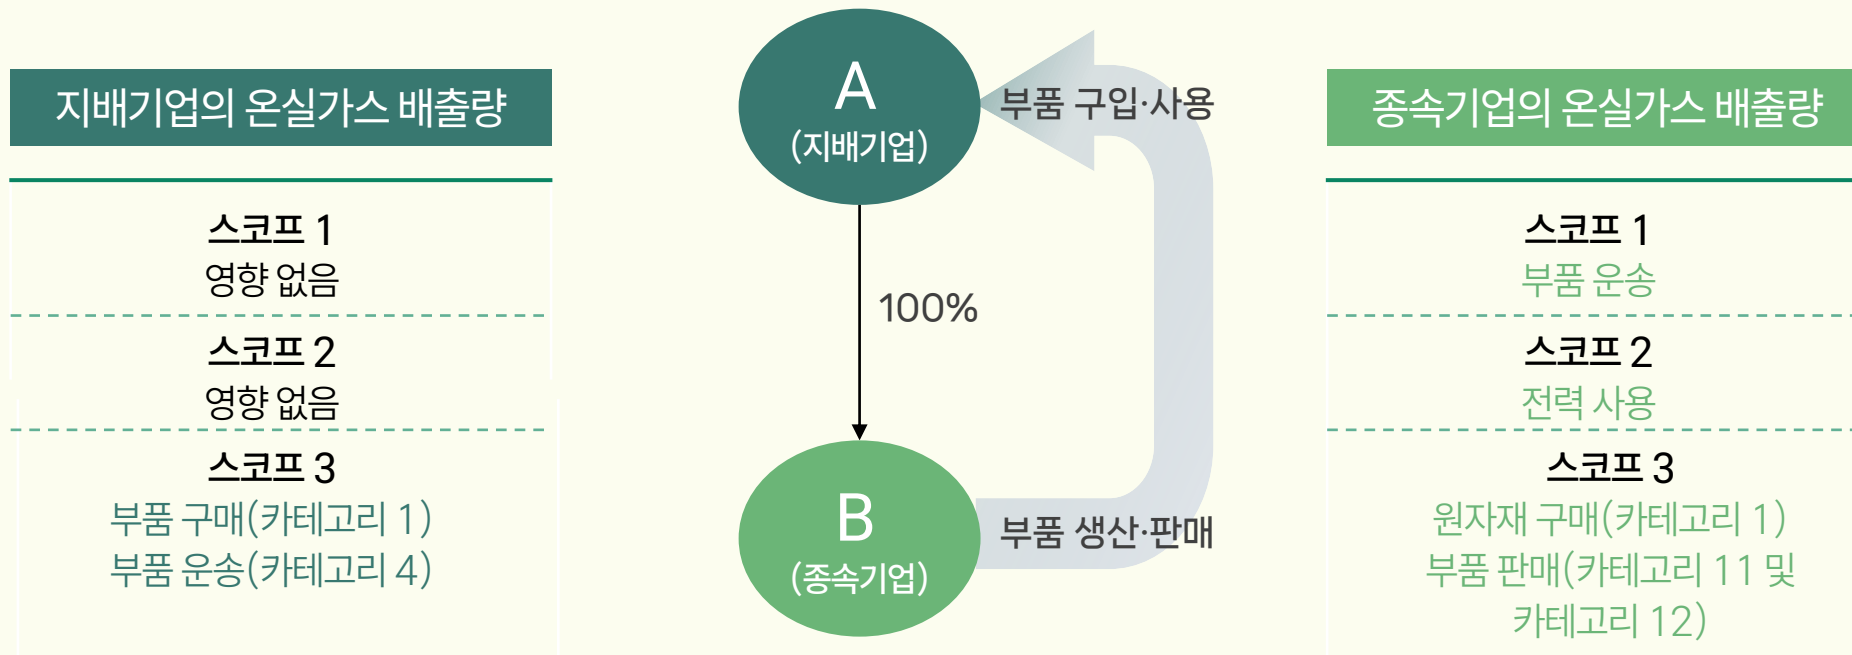 지배기업의 온실가스 배출량
스코프 1
영향 없음
스코프 2
영향 없음
스코프 3
부품 구매(카테고리 1)
부품 운송(카테고리 4)
A
(지배기업)
부품 구입·사용
100%
B
(종속기업)
부품 생산·판매
종속기업의 온실가스 배출량
스코프 1
부품 운송
스코프 2
전력 사용
스코프 3
원자재 구매(카테고리 1)
부품 판매(카테고리 11 및
카테고리 12)